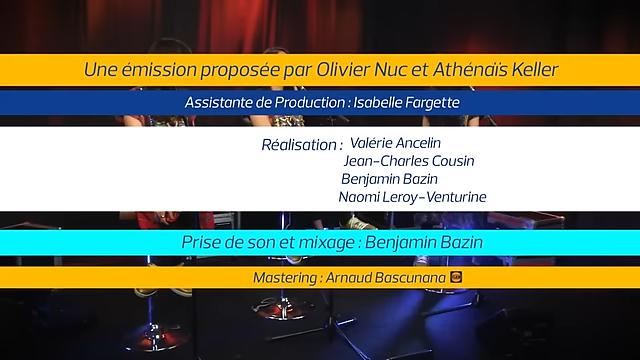 Une émission proposée par Olivier Nuc et Athénaïs Keller
Assistante de Production : Isabelle Fargette
Réalisation : Valérie Ancelin
Jean-Charles Cousin
Benjamin Bazin
Naomi Leroy-Venturine
Prise de son et mixage : Benjamin Bazin
Mastering : Arnaud Bascunana